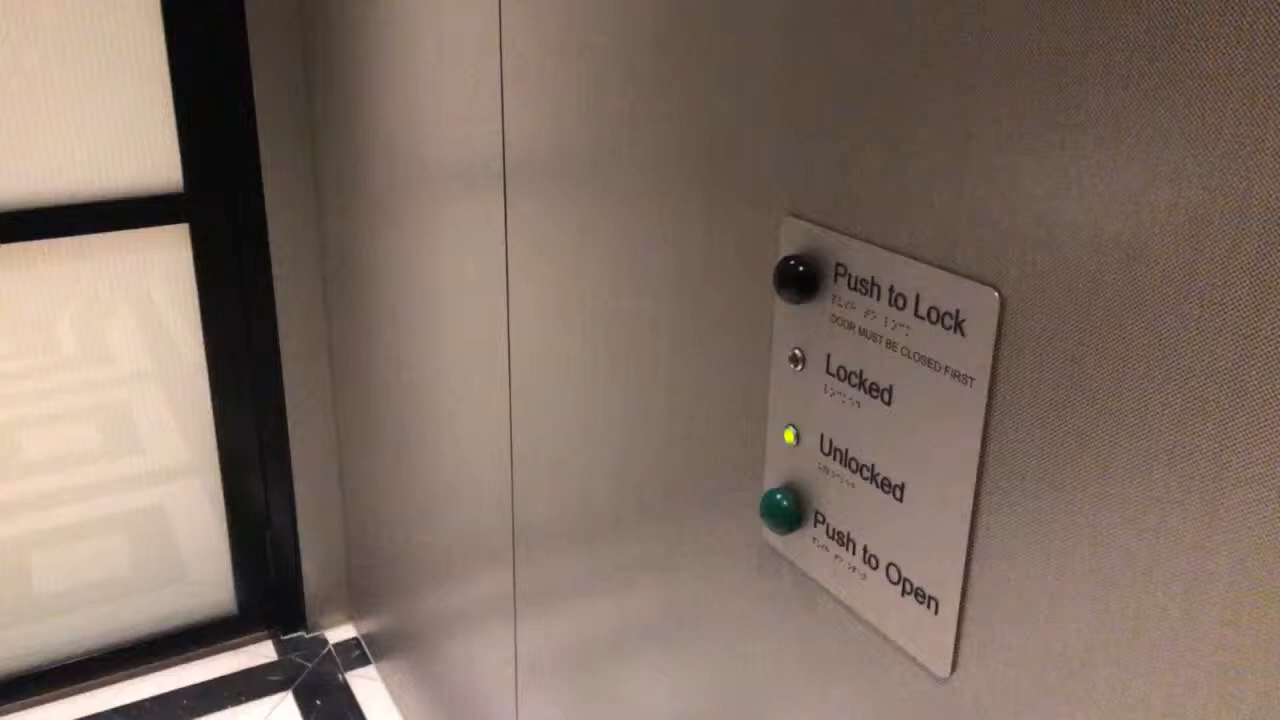 Push to Lock
DOOR MUST BE CLOSED FIRST
Locked
Unlocked
Push to Open